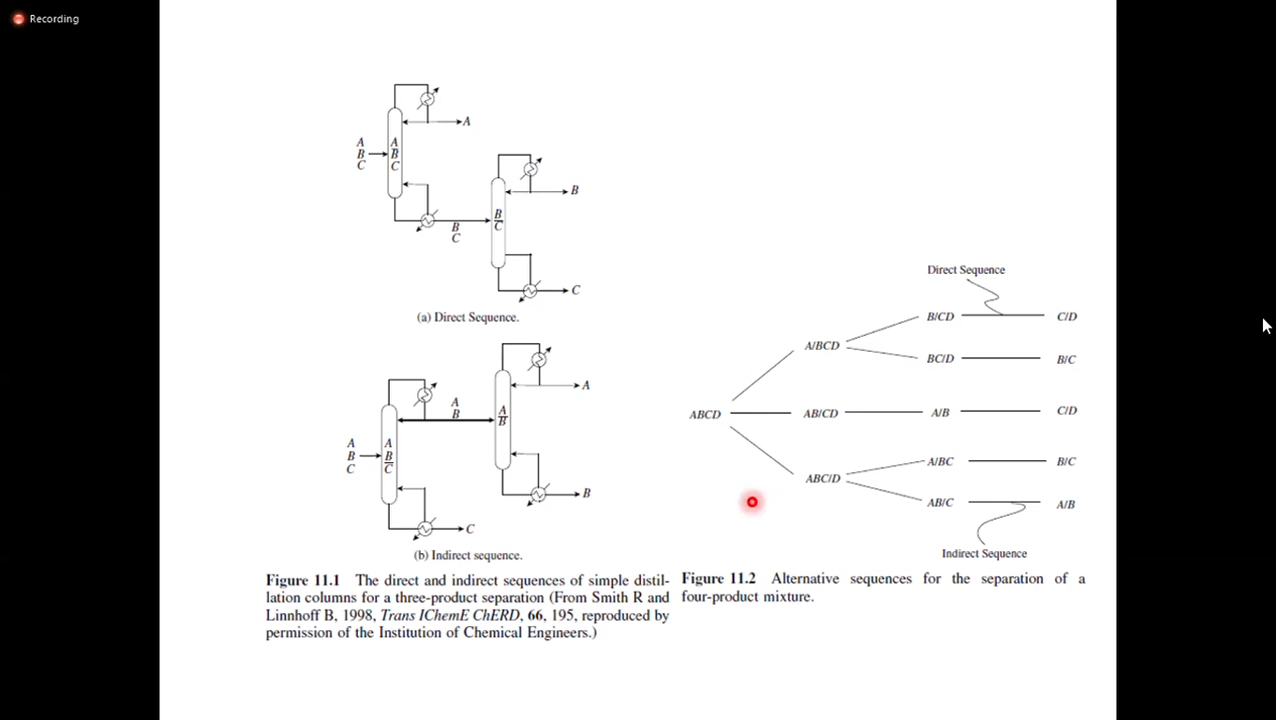 Recording
A
A
B
C
A
B
C
B
B
C
B
C
C
(a) Direct Sequence.
A
A
B
A
B
A
B
C
A
B
C
B
C
(b) Indirect sequence.
Figure 11.1 The direct and indirect sequences of simple distil-
lation columns for a three-product separation (From Smith R and
Linnhoff B, 1998, Trans IChemE ChERD, 66, 195, reproduced by
permission of the Institution of Chemical Engineers.)
Direct Sequence
B/CD C/D
A/BCD
BC/D B/C
ABCD AB/CD A/B C/D
A/BC B/C
ABC/D
AB/C A/B
Indirect Sequence
Figure 11.2 Alternative sequences for the separation of a
four-product mixture.